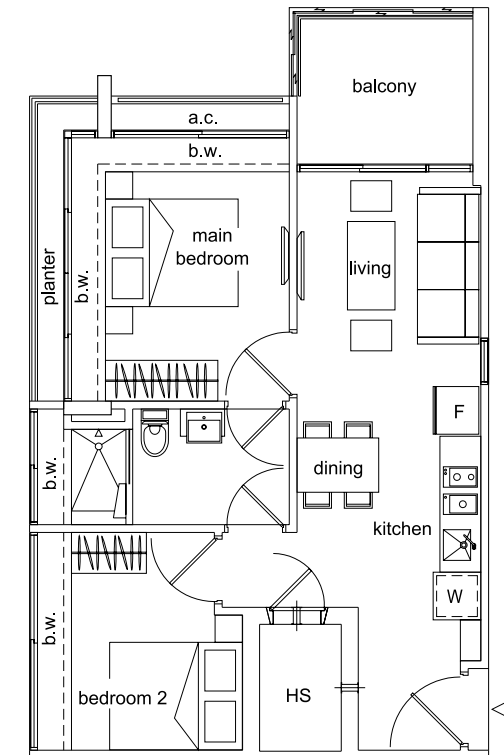 balcony
a.c.
b.w.
main
bedroom
planter
b.w.
living
F
dining
b.w.
kitchen
W
b.w.
bedroom 2
HS